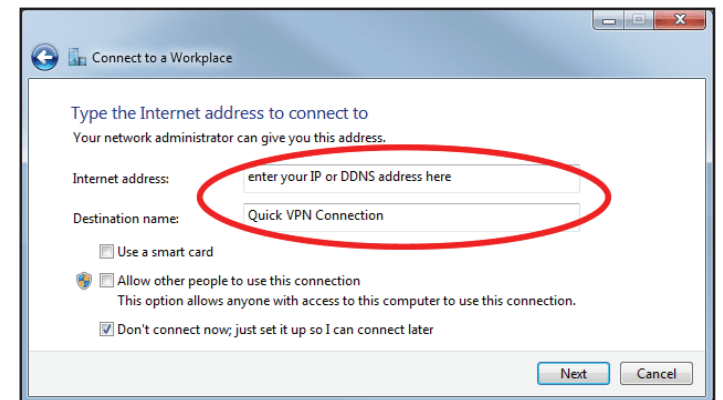 Connect to a Workplace
Type the Internet address to connect to
Your network administrator can give you this address.
Internet address: enter your IP or DDNS address here
Destination name: Quick VPN Connection
Use a smart card
Allow other people to use this connection
This option allows anyone with access to this computer to use this connection.
Don't connect now; just set it up so I can connect later
Next Cancel